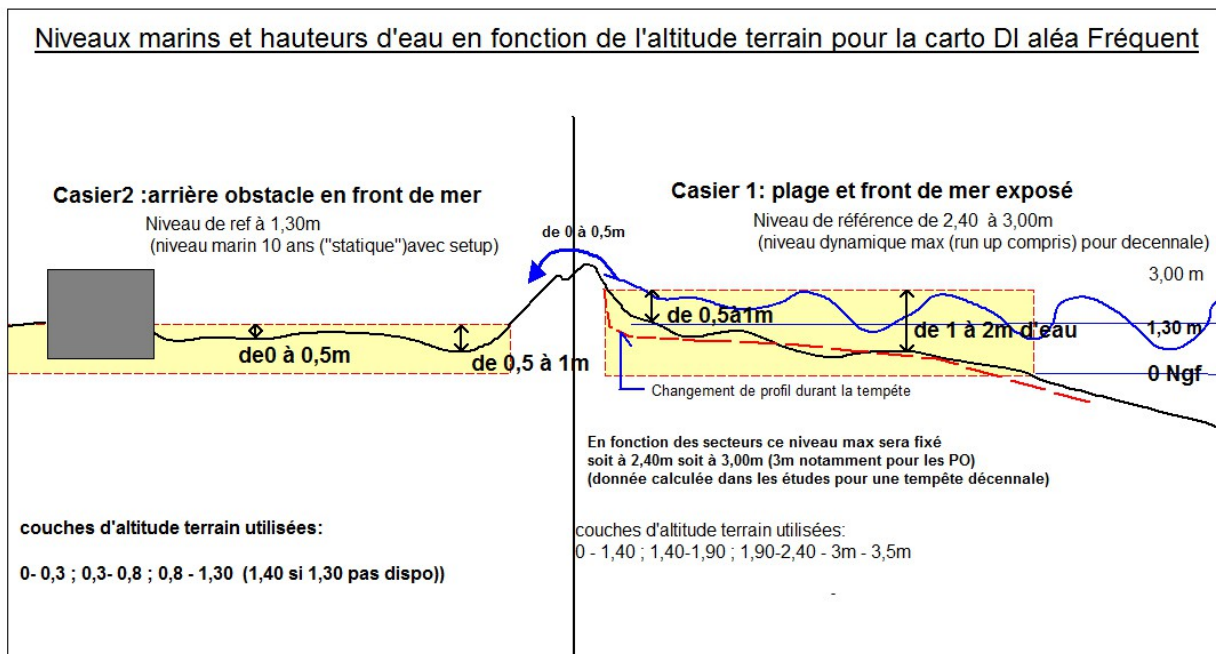 Niveaux marins et hauteurs d'eau en fonction de l'altitude terrain pour la carto DI aléa Fréquent
Casier2 :arrière obstacle en front de mer
Niveau de ref à 1,30m
(niveau marin 10 ans ("statique")avec setup)
de 0 à 0,5m
Casier 1: plage et front de mer exposé
Niveau de référence de 2,40 à 3,00m
(niveau dynamique max (run up compris) pour decennale)
3,00 m
de 0,5à1m
de 1 à 2m d'eau
1,30 m
de0 à 0,5m
de 0,5 à 1m
0 Ngf
Changement de profil durant la tempéte
En fonction des secteurs ce niveau max sera fixé
soit à 2,40m soit à 3,00m (3m notamment pour les PO)
(donnée calculée dans les études pour une tempête décennale)
couches d'altitude terrain utilisées:
0- 0,3 ; 0,3- 0,8 ; 0,8 - 1,30 (1,40 si 1,30 pas dispo))
couches d'altitude terrain utilisées:
0 - 1,40 ; 1,40-1,90 ; 1,90-2,40 - 3m - 3,5m
-